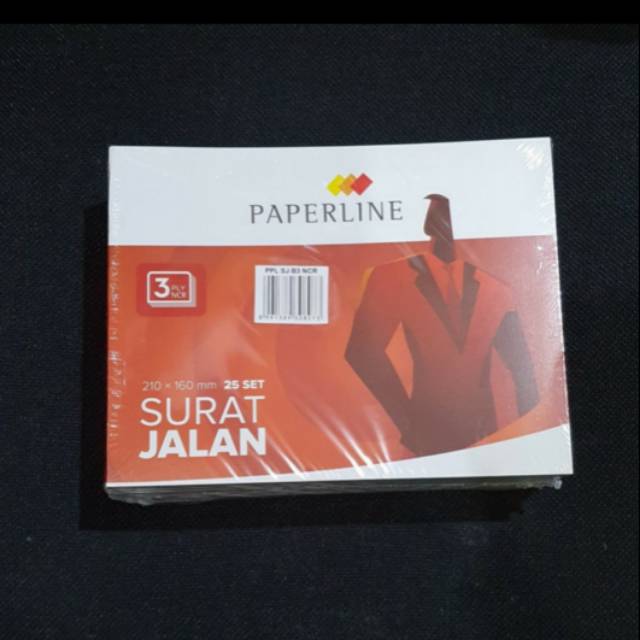 PAPERLINE
3 PLY
NCR
PPL SJ B3 NCR
210 × 160 mm 25 SET
SURAT
JALAN